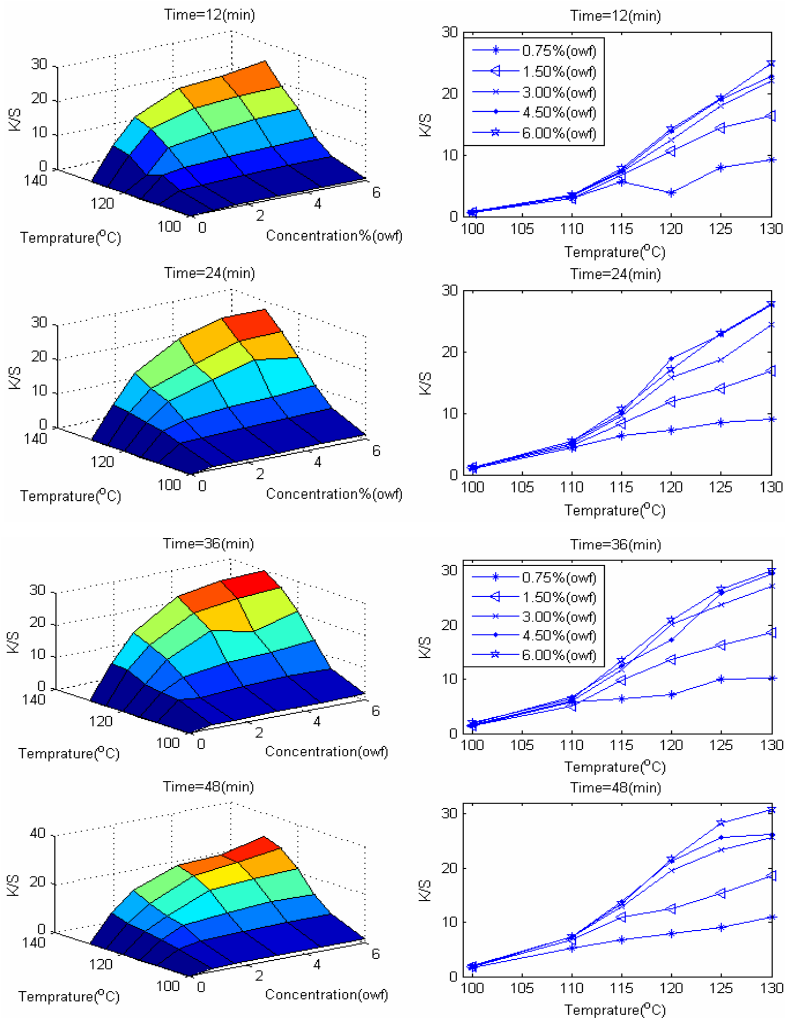 Time=12(min)
30
20
10
0
K/S
140
120
100
Temprature(°C)
0
2
4
6
Concentration%(owf)
Time=12(min)
30
20
10
0
K/S
0.75%(owf)
1.50%(owf)
3.00%(owf)
4.50%(owf)
6.00%(owf)
100 105 110 115 120 125 130
Temprature(°C)
Time=24(min)
30
20
10
0
K/S
140
120
100
Temprature(°C)
0
2
4
6
Concentration%(owf)
Time=24(min)
30
20
10
0
K/S
100 105 110 115 120 125 130
Temprature(°C)
Time=36(min)
30
20
10
0
K/S
140
120
100
Temprature(°C)
0
2
4
6
Concentration(owf)
Time=36(min)
30
20
10
0
K/S
0.75%(owf)
1.50%(owf)
3.00%(owf)
4.50%(owf)
6.00%(owf)
100 105 110 115 120 125 130
Temprature(°C)
Time=48(min)
40
20
0
K/S
140
120
100
Temprature(°C)
0
2
4
6
Concentration(owf)
Time=48(min)
30
20
10
0
K/S
100 105 110 115 120 125 130
Temprature(°C)